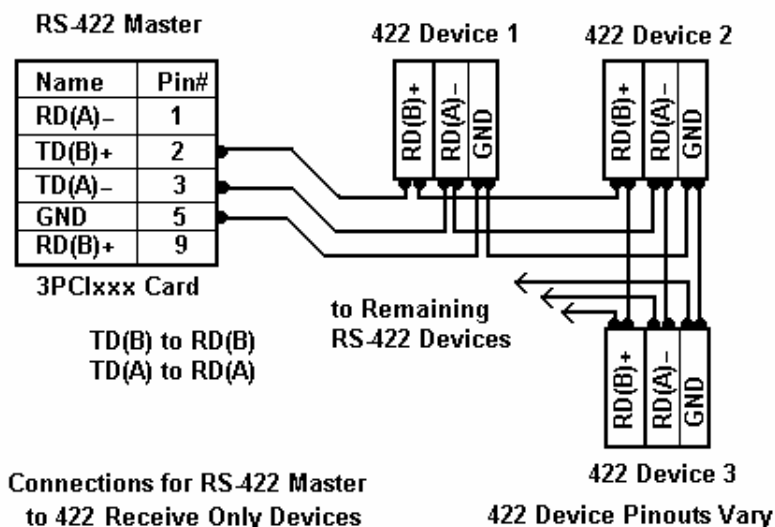 RS-422 Master
Name Pin#
RD(A)- 1
TD(B)+ 2
TD(A)- 3
GND 5
RD(B)+ 9
3PCIxxx Card
TD(B) to RD(B)
TD(A) to RD(A)
422 Device 1
RD(B)+
RD(A)-
GND
422 Device 2
RD(B)+
RD(A)-
GND
to Remaining
RS-422 Devices
RD(B)+
RD(A)-
GND
422 Device 3
Connections for RS-422 Master
to 422 Receive Only Devices
422 Device Pinouts Vary